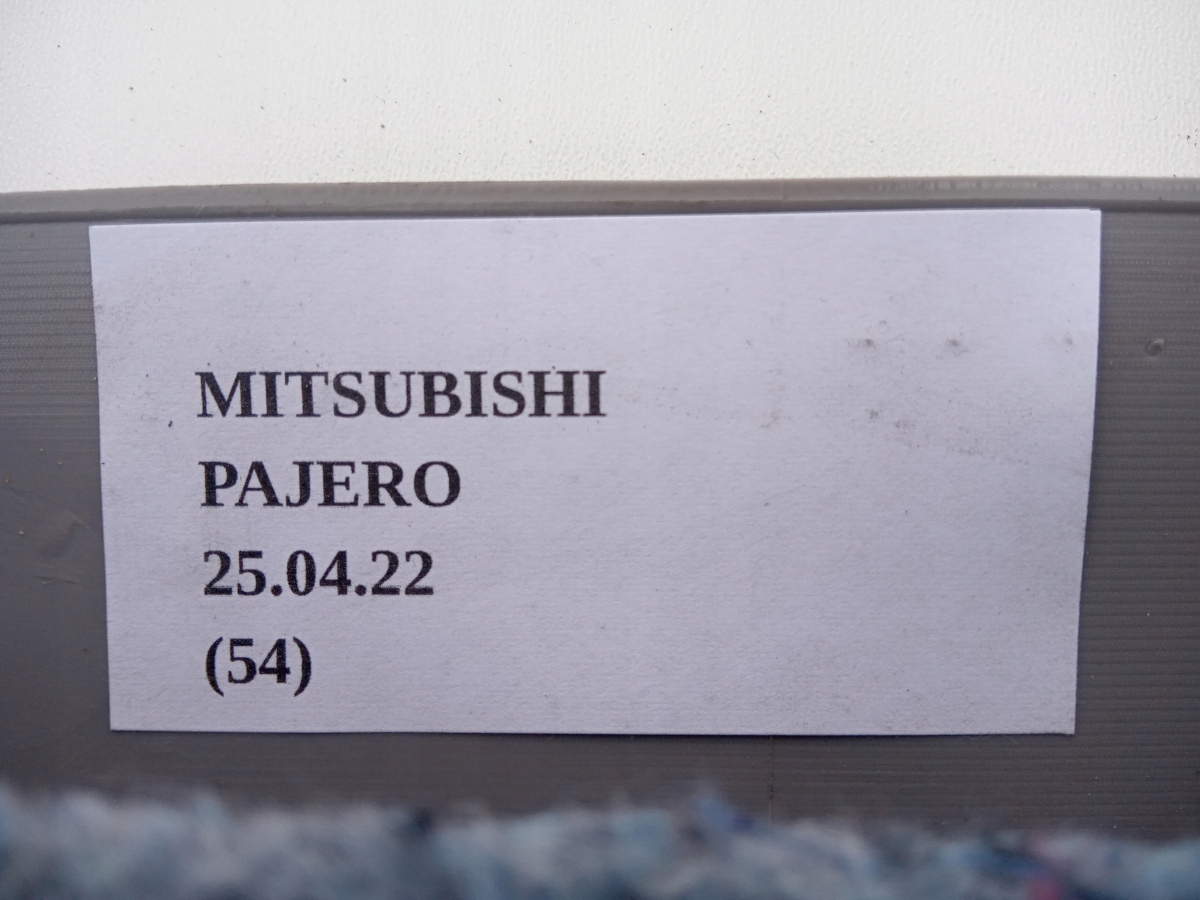 MITSUBISHI
PAJERO
25.04.22
(54)